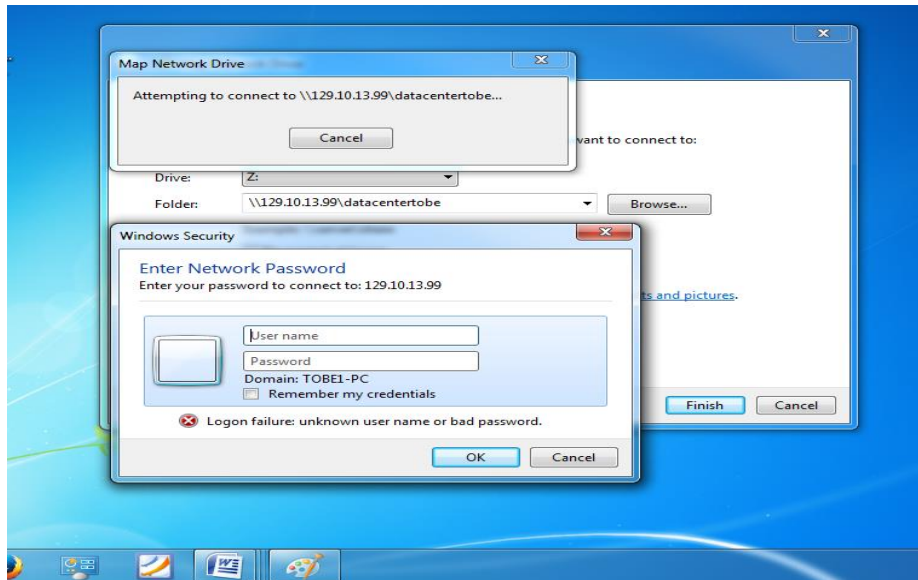 Map Network Drive
Attempting to connect to \\129.10.13.99\datacentertobe...
Cancel
want to connect to:
Drive: Z:
Folder: \\129.10.13.99\datacentertobe Browse...
Windows Security
Enter Network Password
Enter your password to connect to: 129.10.13.99
ts and pictures.
User name
Password
Domain: TOBE1-PC
Remember my credentials
Finish Cancel
Logon failure: unknown user name or bad password.
OK Cancel